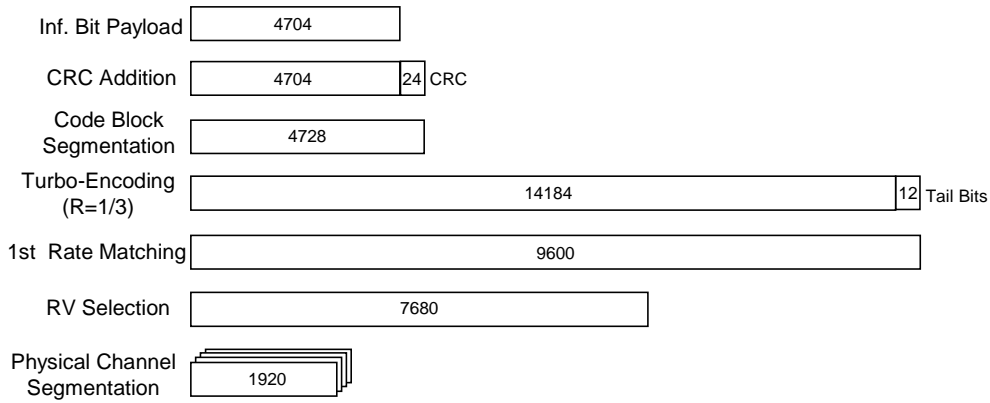 Inf. Bit Payload 4704
CRC Addition 4704 24 CRC
Code Block
Segmentation 4728
Turbo-Encoding
(R=1/3) 14184 12 Tail Bits
1st Rate Matching 9600
RV Selection 7680
Physical Channel
Segmentation 1920